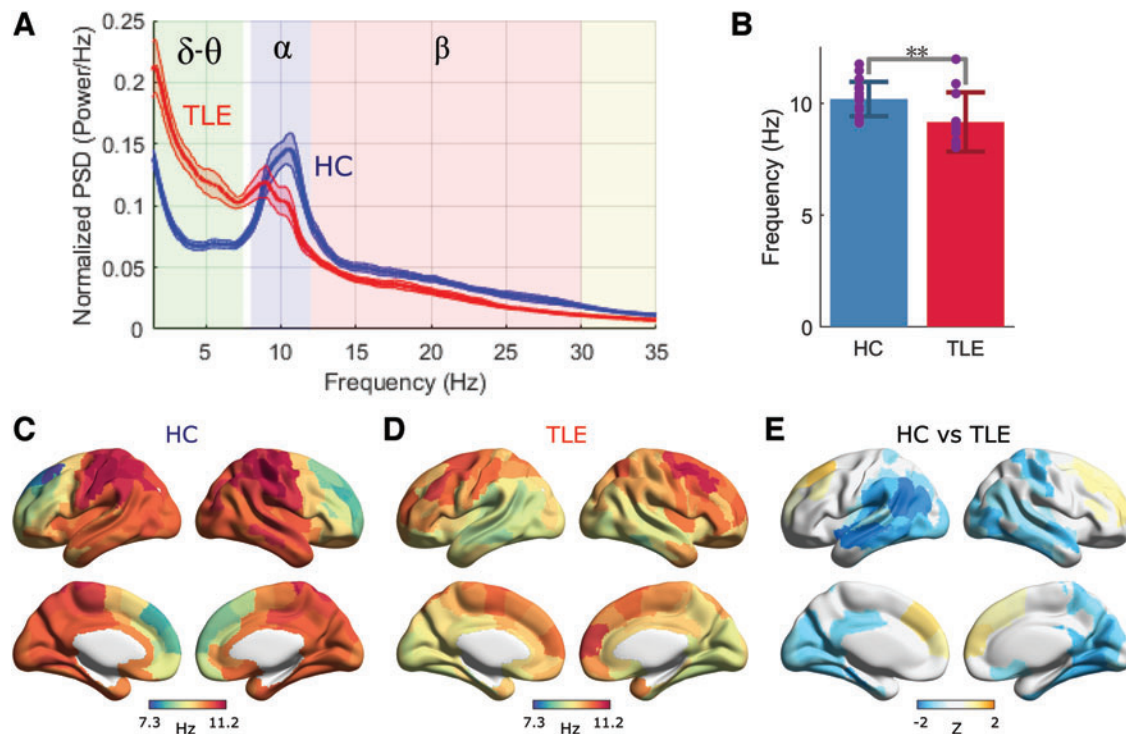 A
Normalized PSD (Power/Hz)
0.25
0.2
0.15
0.1
0.05
0
δ-θ
α
β
TLE
HC
5
10
15
20
25
30
35
Frequency (Hz)
B
**
Frequency (Hz)
10
5
0
HC
TLE
C
HC
7.3
Hz
11.2
D
TLE
7.3
Hz
11.2
E
HC vs TLE
-2
Z
2